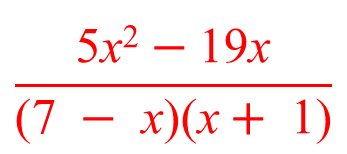 5x² − 19x
(7 − x)(x + 1)